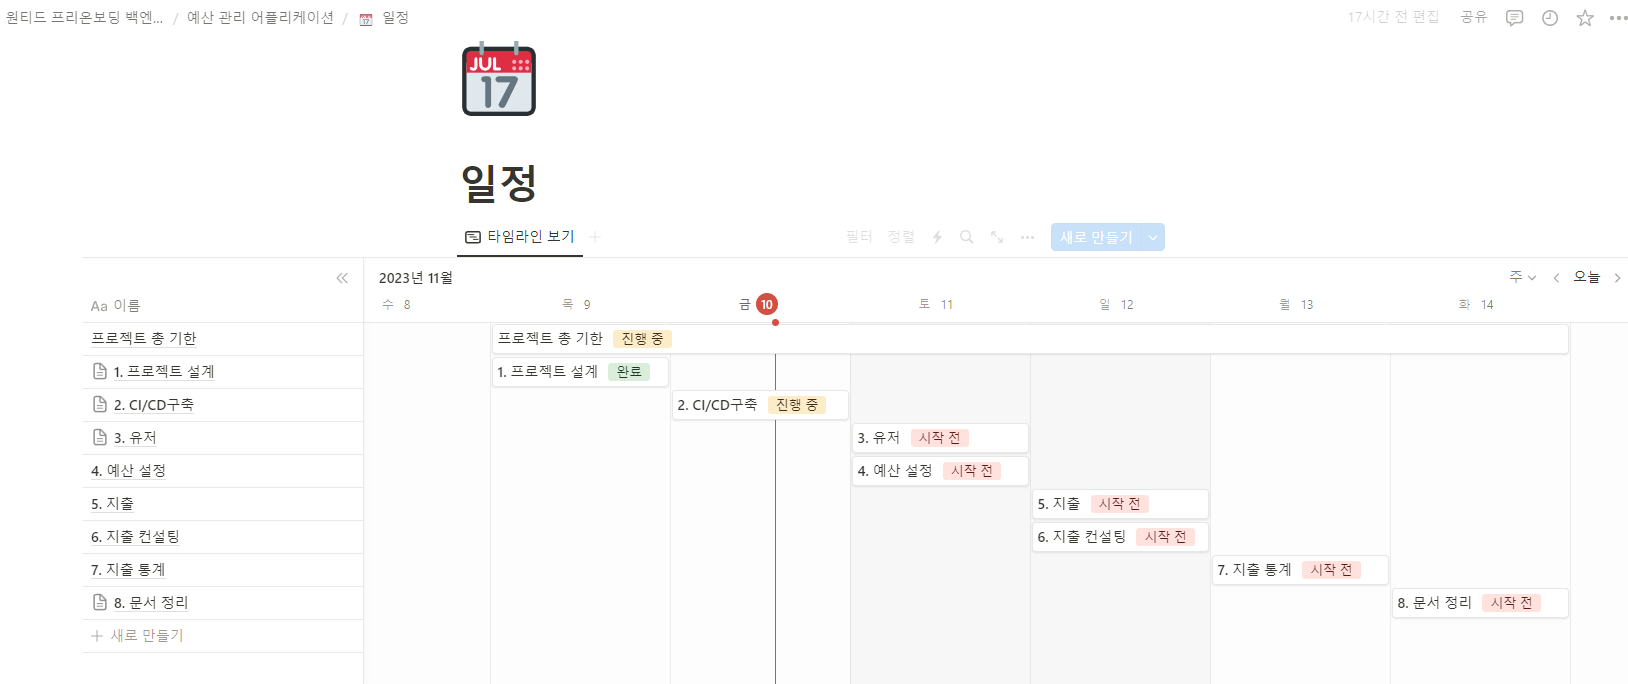 원티드 프리온보딩 백엔... / 예산 관리 어플리케이션 / 일정
17시간 전 편집 공유
JUL
17
일정
타임라인 보기
필터 정렬 새로 만들기
2023년 11월 주 오늘
Aa 이름
수 8 목 9 금 10 토 11 일 12 월 13 화 14
프로젝트 총 기한 프로젝트 총 기한 진행 중
1. 프로젝트 설계 1. 프로젝트 설계 완료
2. CI/CD구축 2. CI/CD구축 진행 중
3. 유저 3. 유저 시작 전
4. 예산 설정 4. 예산 설정 시작 전
5. 지출 5. 지출 시작 전
6. 지출 컨설팅 6. 지출 컨설팅 시작 전
7. 지출 통계 7. 지출 통계 시작 전
8. 문서 정리 8. 문서 정리 시작 전
새로 만들기